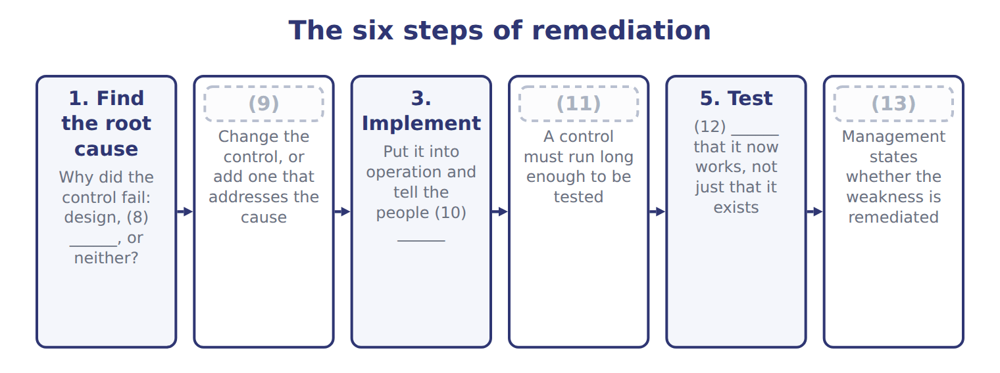 The six steps of remediation
1. Find
the root
cause
Why did the
control fail:
design, (8)
______, or
neither?
(9)
Change the
control, or
add one that
addresses the
cause
3.
Implement
Put it into
operation and
tell the
people (10)
______
(11)
A control
must run long
enough to be
tested
5. Test
(12) ______
that it now
works, not
just that it
exists
(13)
Management
states
whether the
weakness is
remediated